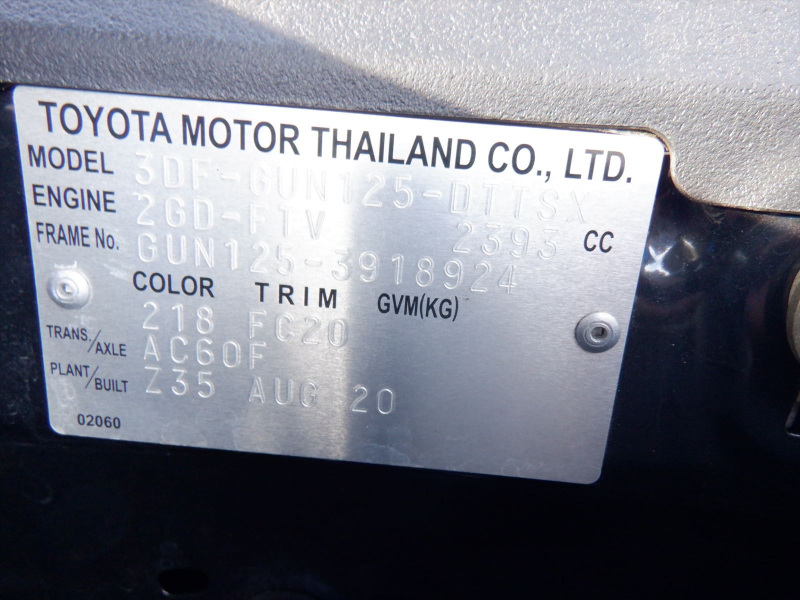 TOYOTA MOTOR THAILAND CO., LTD.
MODEL 3DF-GUN125-DTTSX
ENGINE 2GD-FTV 2393 CC
FRAME No. GUN125-3918924
COLOR TRIM GVM(KG)
218 FC20
TRANS./AXLE AC60F
PLANT/BUILT Z35 AUG 20
02060